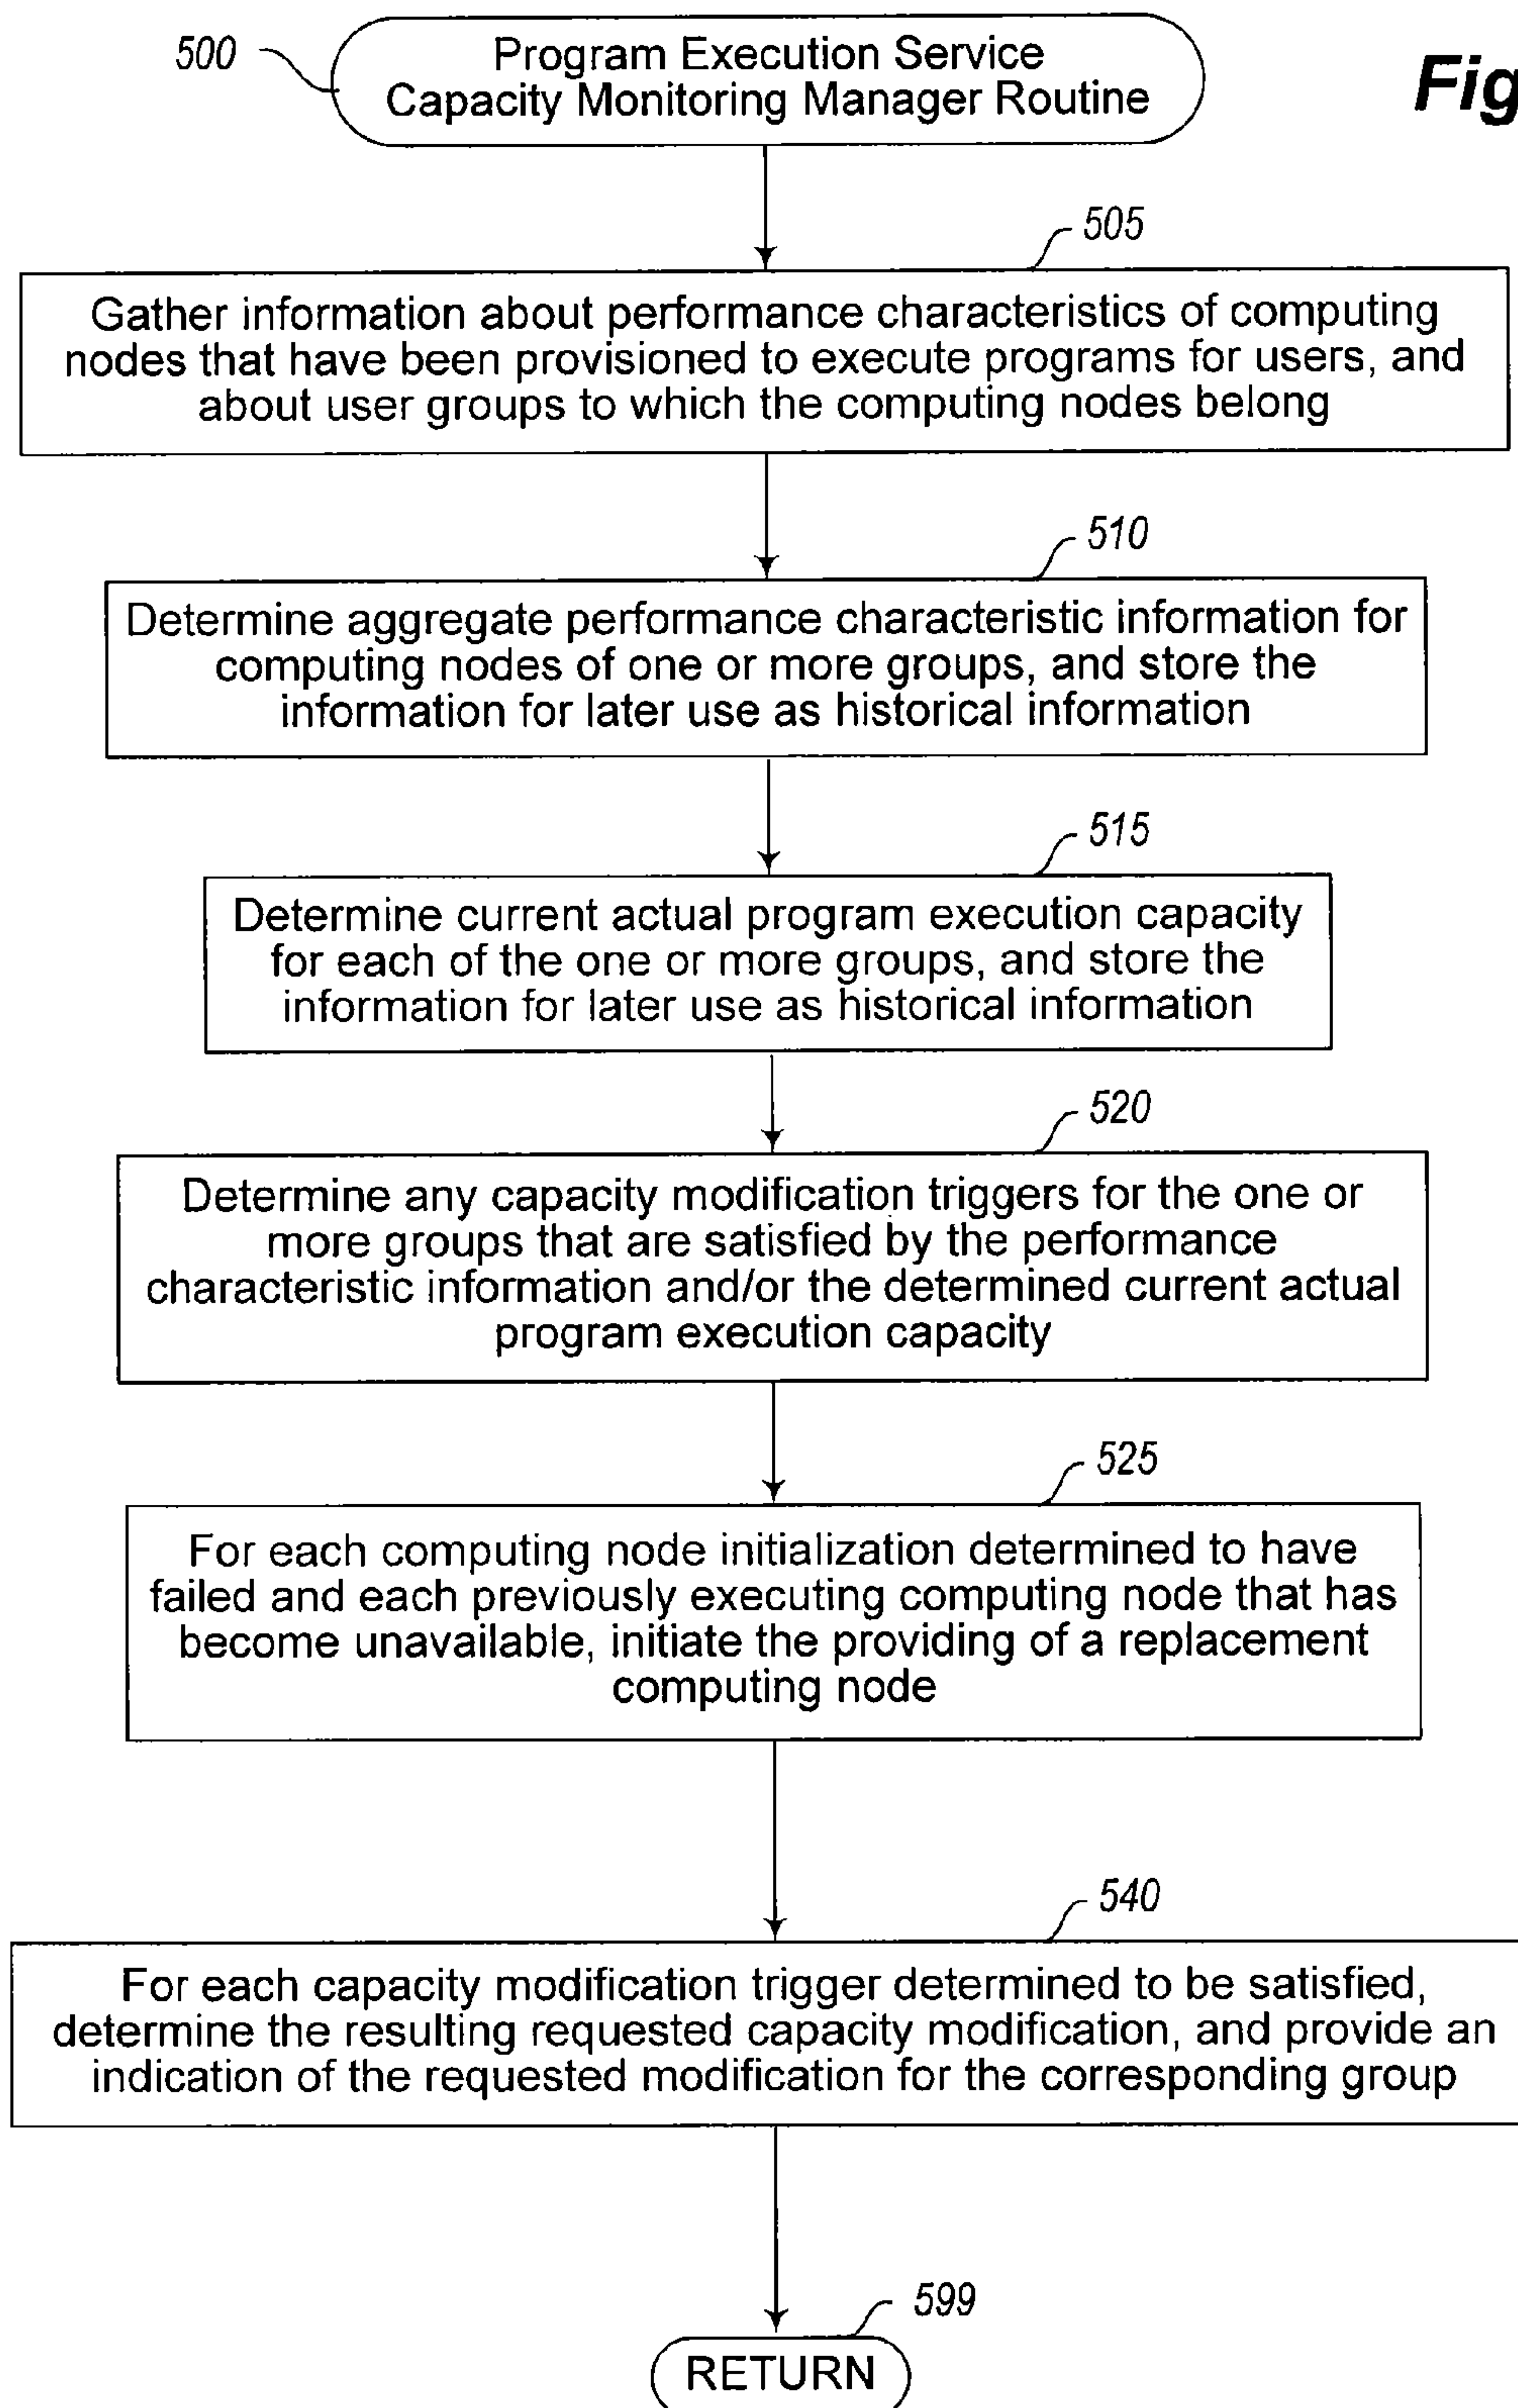 500
Program Execution Service
Capacity Monitoring Manager Routine
Fig
505
Gather information about performance characteristics of computing
nodes that have been provisioned to execute programs for users, and
about user groups to which the computing nodes belong
510
Determine aggregate performance characteristic information for
computing nodes of one or more groups, and store the
information for later use as historical information
515
Determine current actual program execution capacity
for each of the one or more groups, and store the
information for later use as historical information
520
Determine any capacity modification triggers for the one or
more groups that are satisfied by the performance
characteristic information and/or the determined current actual
program execution capacity
525
For each computing node initialization determined to have
failed and each previously executing computing node that has
become unavailable, initiate the providing of a replacement
computing node
540
For each capacity modification trigger determined to be satisfied,
determine the resulting requested capacity modification, and provide an
indication of the requested modification for the corresponding group
599
RETURN